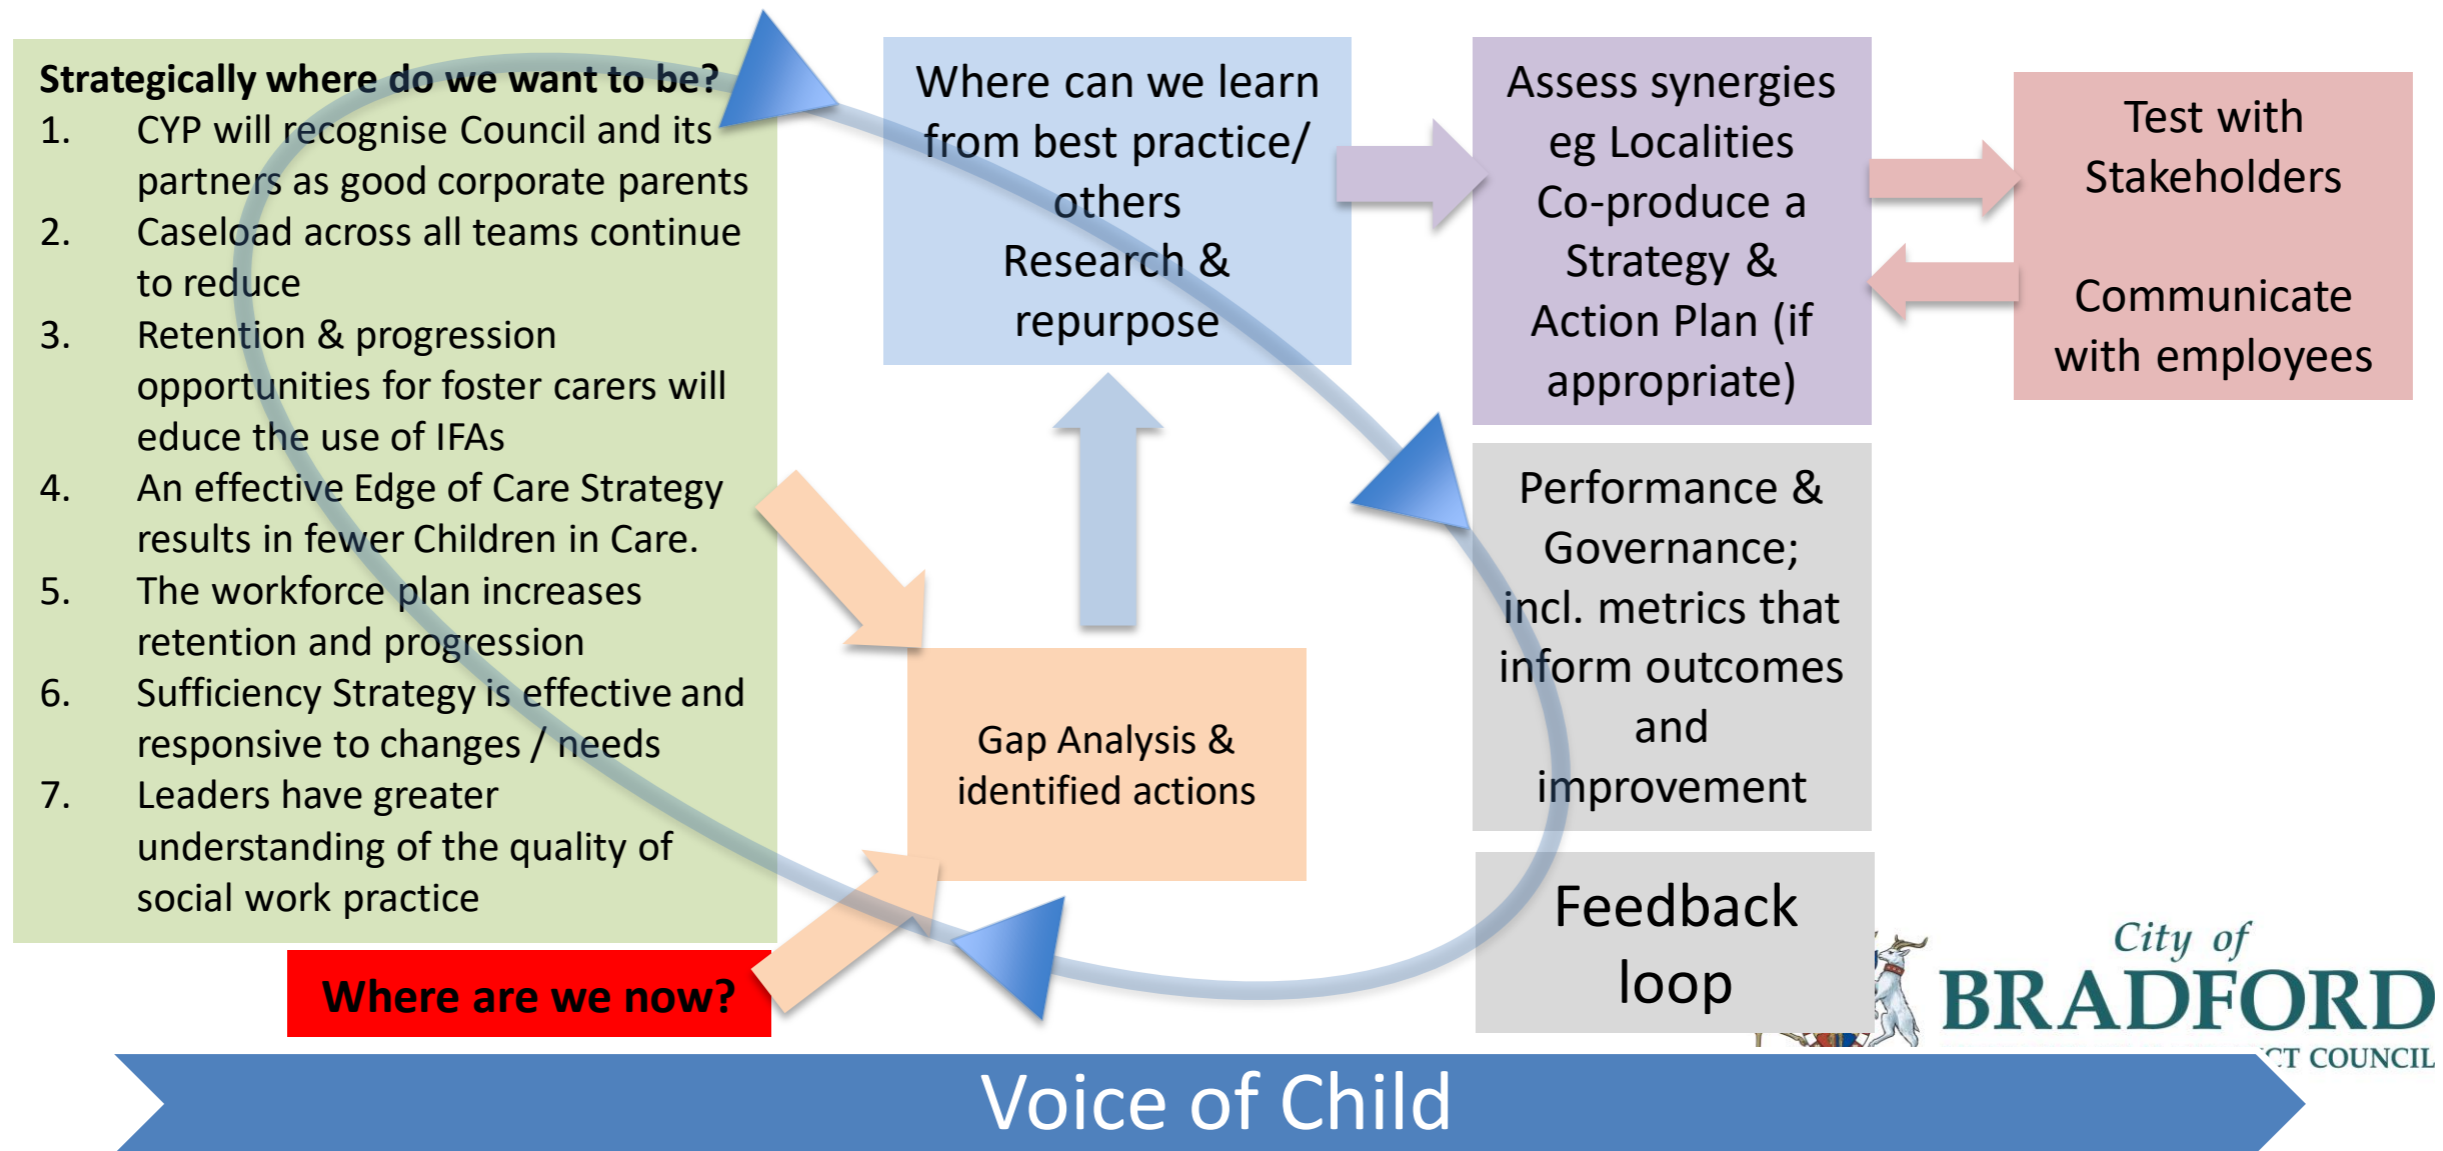 Strategically where do we want to be?
1. CYP will recognise Council and its
partners as good corporate parents
2. Caseload across all teams continue
to reduce
3. Retention & progression
opportunities for foster carers will
educe the use of IFAs
4. An effective Edge of Care Strategy
results in fewer Children in Care.
5. The workforce plan increases
retention and progression
6. Sufficiency Strategy is effective and
responsive to changes / needs
7. Leaders have greater
understanding of the quality of
social work practice
Where are we now?
Gap Analysis &
identified actions
Where can we learn
from best practice/
others
Research &
repurpose
Assess synergies
eg Localities
Co-produce a
Strategy &
Action Plan (if
appropriate)
Test with
Stakeholders
Communicate
with employees
Performance &
Governance;
incl. metrics that
inform outcomes
and
improvement
Feedback
loop
City of
BRADFORD
COUNCIL
Voice of Child